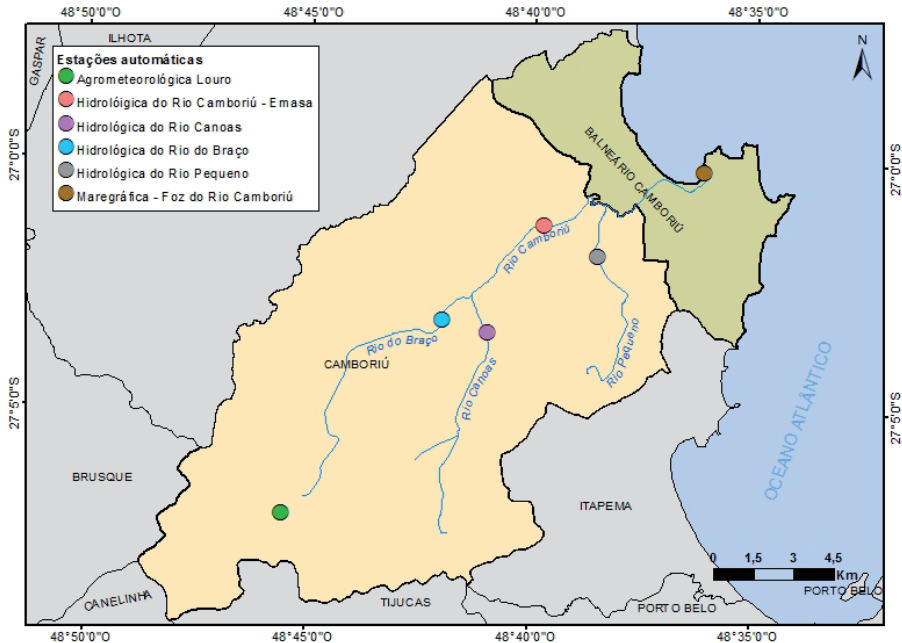 48°50'0"O
48°45'0"O
48°40'0"O
48°35'0"O
ILHOTA
GASPAR
N
Estações automáticas
Agrometeorológica Louro
Hidrolóigica do Rio Camboriú - Emasa
Hidrológica do Rio Canoas
Hidrológica do Rio do Braço
Hidrológica do Rio Pequeno
Maregráfica - Foz do Rio Camboriú
27°0'0"S
27°0'0"S
BALNEÁRIO CAMBORIÚ
Rio Camboriú
Rio do Braço
Rio Canoas
Rio Pequeno
CAMBORIÚ
27°5'0"S
27°5'0"S
OCEANO ATLÂNTICO
BRUSQUE
ITAPEMA
0 1,5 3 4,5
Km
CANELINHA
TIJUCAS
PORTO BELO
PORTO BELO
48°50'0"O
48°45'0"O
48°40'0"O
48°35'0"O